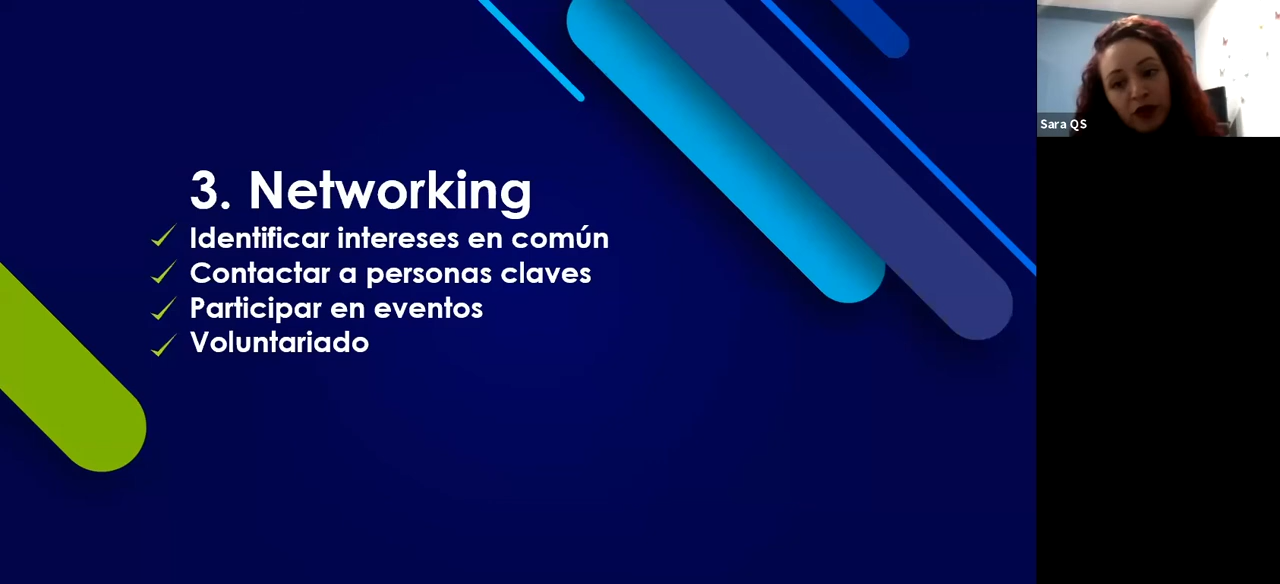 3. Networking
Identificar intereses en común
Contactar a personas claves
Participar en eventos
Voluntariado
Sara QS